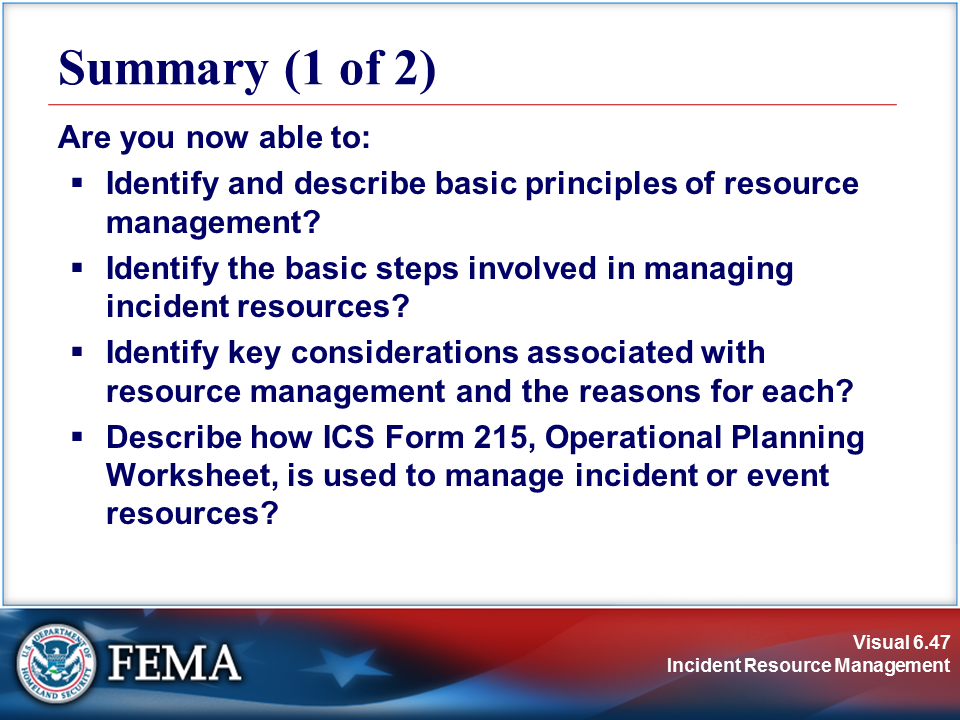 Summary (1 of 2)
Are you now able to:
▪ Identify and describe basic principles of resource
management?
▪ Identify the basic steps involved in managing
incident resources?
▪ Identify key considerations associated with
resource management and the reasons for each?
▪ Describe how ICS Form 215, Operational Planning
Worksheet, is used to manage incident or event
resources?
U.S. DEPARTMENT OF
HOMELAND SECURITY
FEMA
Visual 6.47
Incident Resource Management